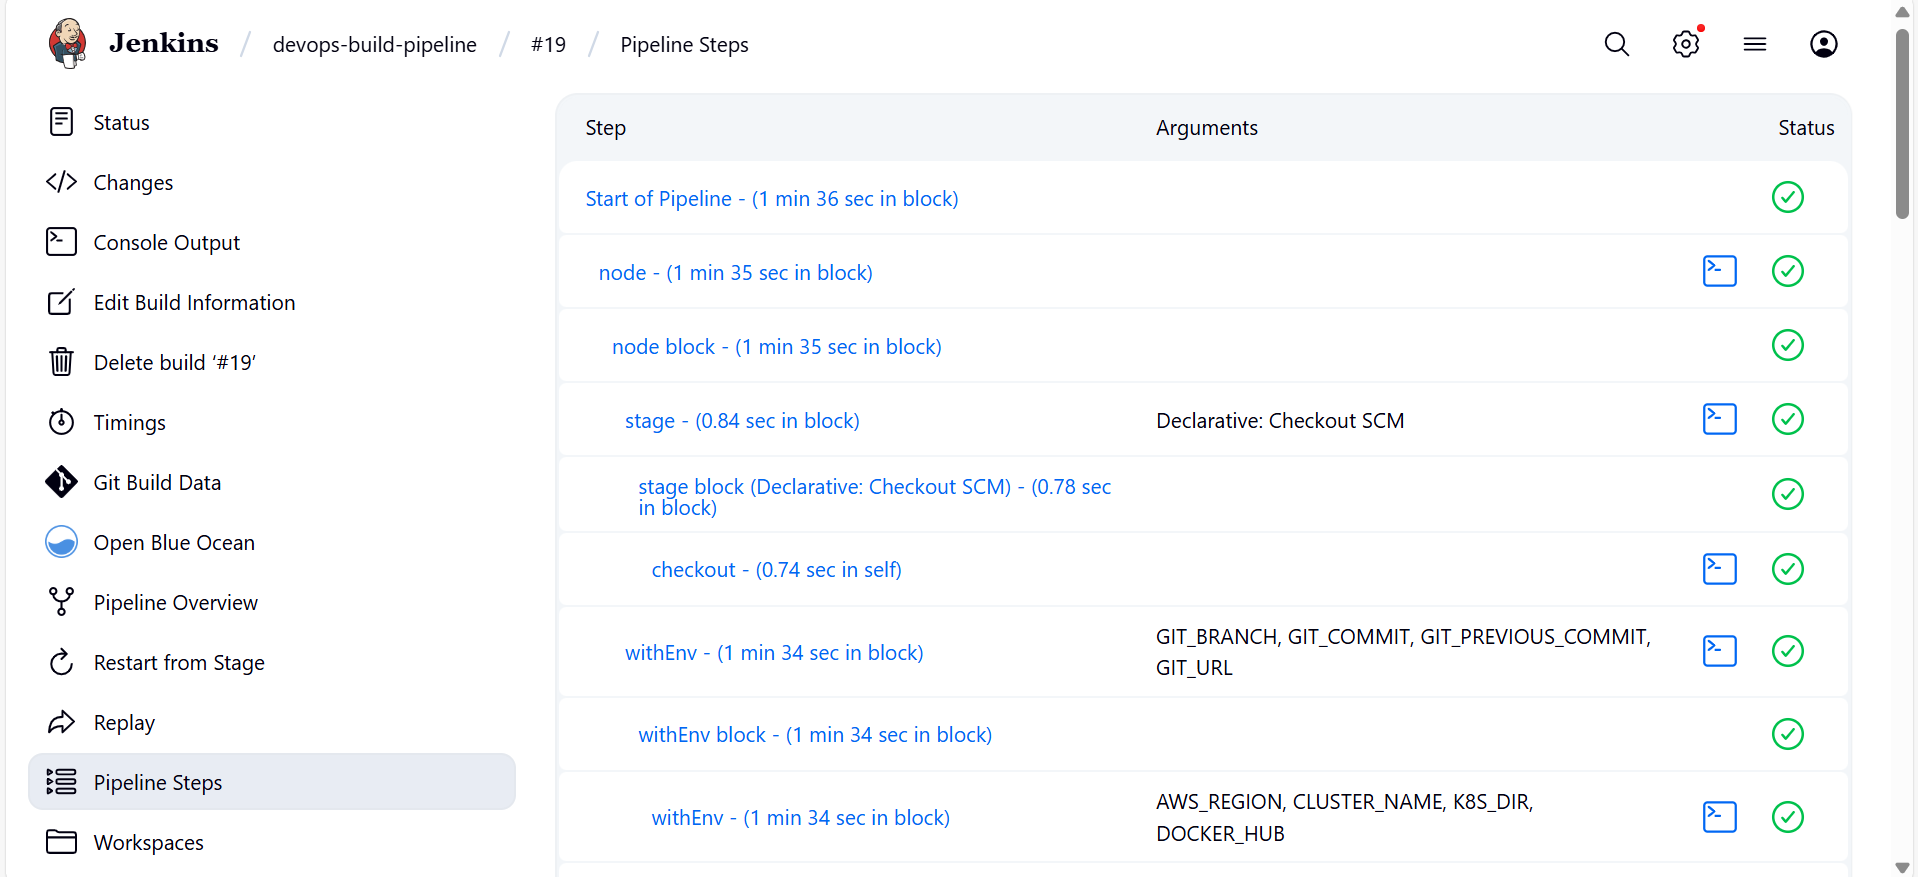 Jenkins / devops-build-pipeline / #19 / Pipeline Steps
Status
Changes
Console Output
Edit Build Information
Delete build ‘#19’
Timings
Git Build Data
Open Blue Ocean
Pipeline Overview
Restart from Stage
Replay
Pipeline Steps
Workspaces
Step Arguments Status
Start of Pipeline - (1 min 36 sec in block)
node - (1 min 35 sec in block)
node block - (1 min 35 sec in block)
stage - (0.84 sec in block) Declarative: Checkout SCM
stage block (Declarative: Checkout SCM) - (0.78 sec
in block)
checkout - (0.74 sec in self)
withEnv - (1 min 34 sec in block)
GIT_BRANCH, GIT_COMMIT, GIT_PREVIOUS_COMMIT,
GIT_URL
withEnv block - (1 min 34 sec in block)
withEnv - (1 min 34 sec in block)
AWS_REGION, CLUSTER_NAME, K8S_DIR,
DOCKER_HUB